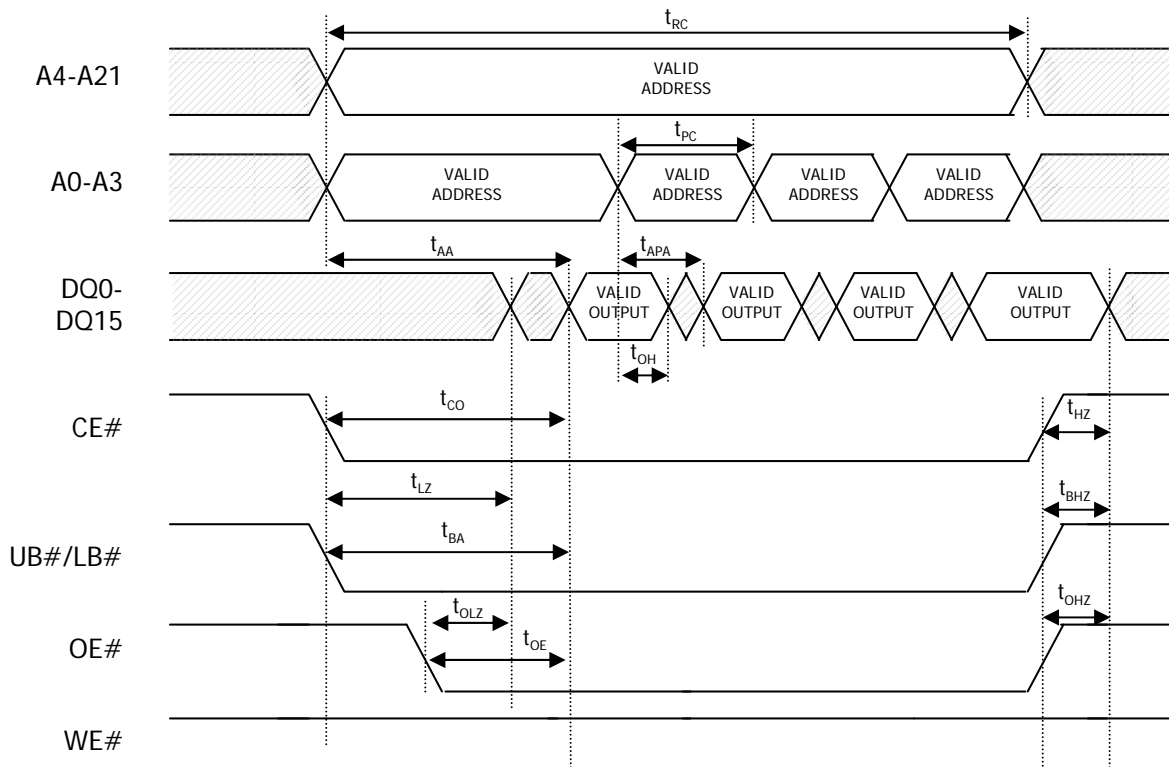 tRC
A4-A21
VALID
ADDRESS
tPC
A0-A3
VALID
ADDRESS
VALID
ADDRESS
VALID
ADDRESS
VALID
ADDRESS
tAA
tAPA
DQ0-
DQ15
VALID
OUTPUT
VALID
OUTPUT
VALID
OUTPUT
VALID
OUTPUT
tOH
tCO
tHZ
CE#
tLZ
tBHZ
tBA
UB#/LB#
tOLZ
tOHZ
tOE
OE#
WE#